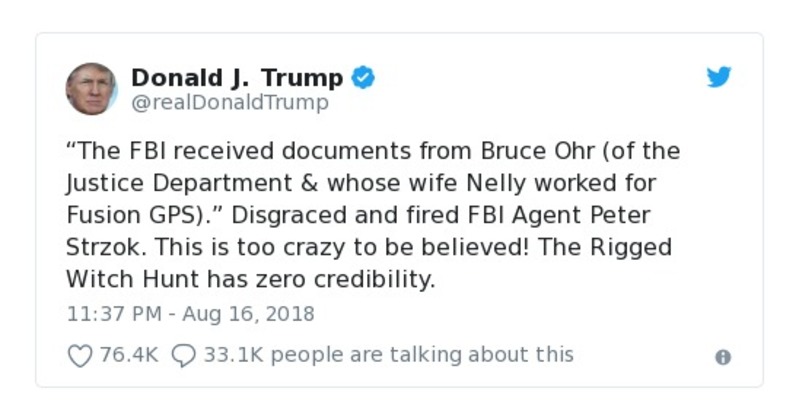 Donald J. Trump
@realDonaldTrump
“The FBI received documents from Bruce Ohr (of the
Justice Department & whose wife Nelly worked for
Fusion GPS).” Disgraced and fired FBI Agent Peter
Strzok. This is too crazy to be believed! The Rigged
Witch Hunt has zero credibility.
11:37 PM - Aug 16, 2018
76.4K 33.1K people are talking about this